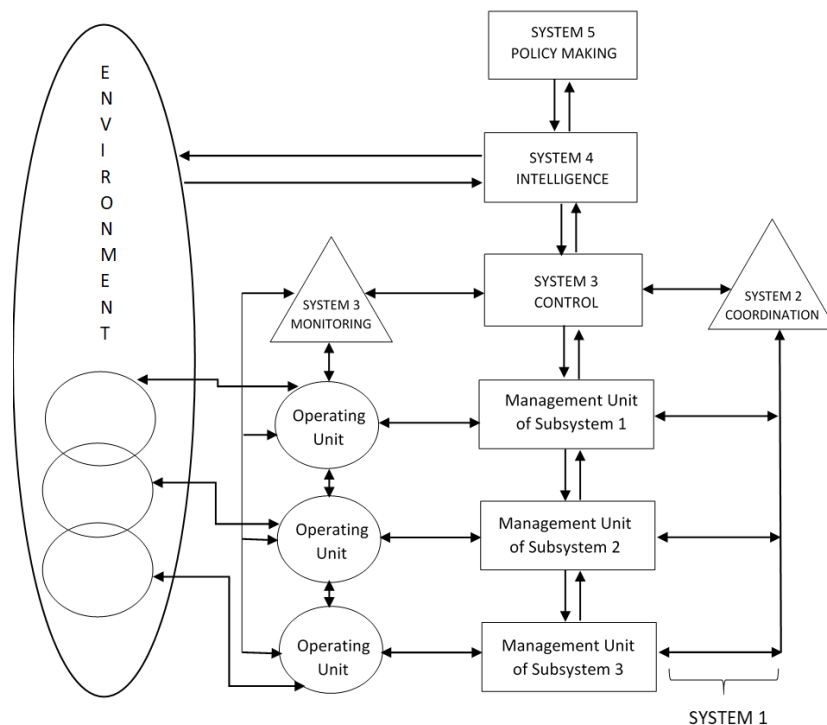 SYSTEM 5
POLICY MAKING
ENVIRONMENT
SYSTEM 4
INTELLIGENCE
SYSTEM 3
MONITORING
SYSTEM 3
CONTROL
SYSTEM 2
COORDINATION
Operating
Unit
Management Unit
of Subsystem 1
Operating
Unit
Management Unit
of Subsystem 2
Operating
Unit
Management Unit
of Subsystem 3
SYSTEM 1